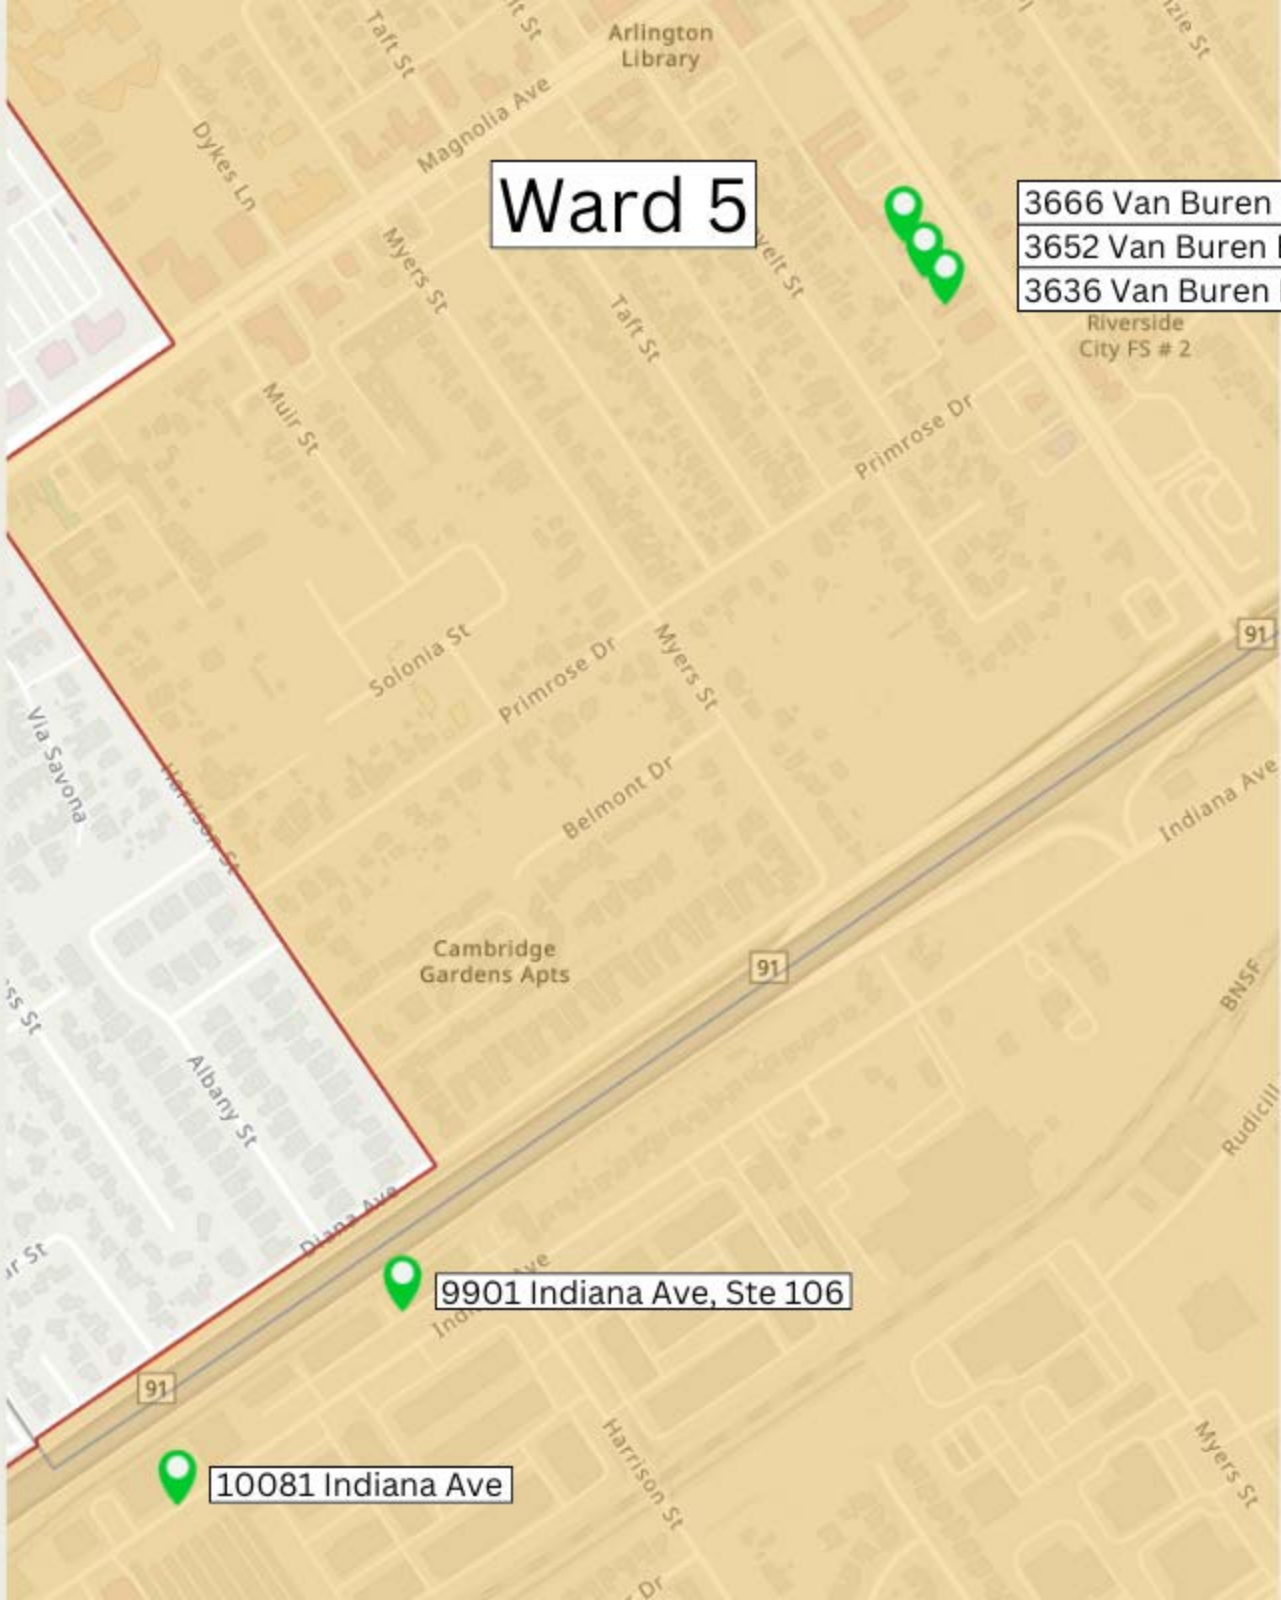 Taft St
Arlington
Library
Magnolia Ave
Dykes Ln
Ward 5
3666 Van Buren
3652 Van Buren
3636 Van Buren
Myers St
Taft St
Riverside
City FS # 2
Muir St
Primrose Dr
91
Solonia St
Primrose Dr
Myers St
Via Savona
Harrison St
Belmont Dr
Indiana Ave
Cambridge
Gardens Apts
91
BNSF
Albany St
Rudicill
Diana Ave
9901 Indiana Ave, Ste 106
91
10081 Indiana Ave
Harrison St
Myers St
Dr